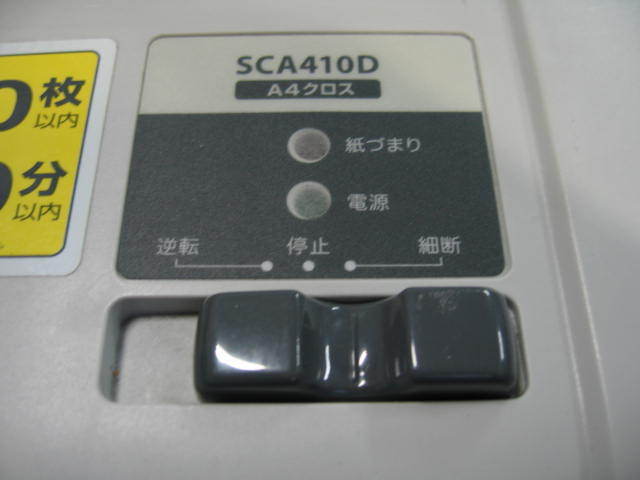 SCA410D
A4クロス
紙づまり
電源
逆転 停止 細断
0枚
以内
分
以内